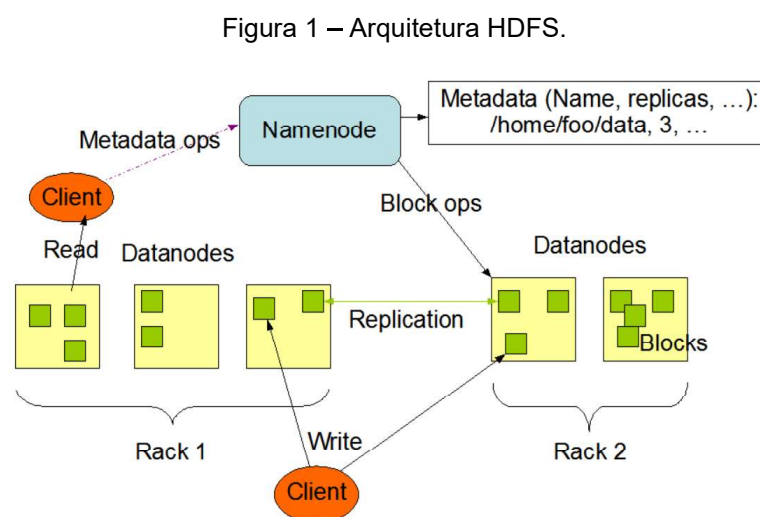 Figura 1 – Arquitetura HDFS.
Metadata (Name, replicas, …):
/home/foo/data, 3, …
Namenode
Metadata ops
Client
Block ops
Read
Datanodes
Datanodes
Replication
Blocks
Rack 1
Write
Rack 2
Client